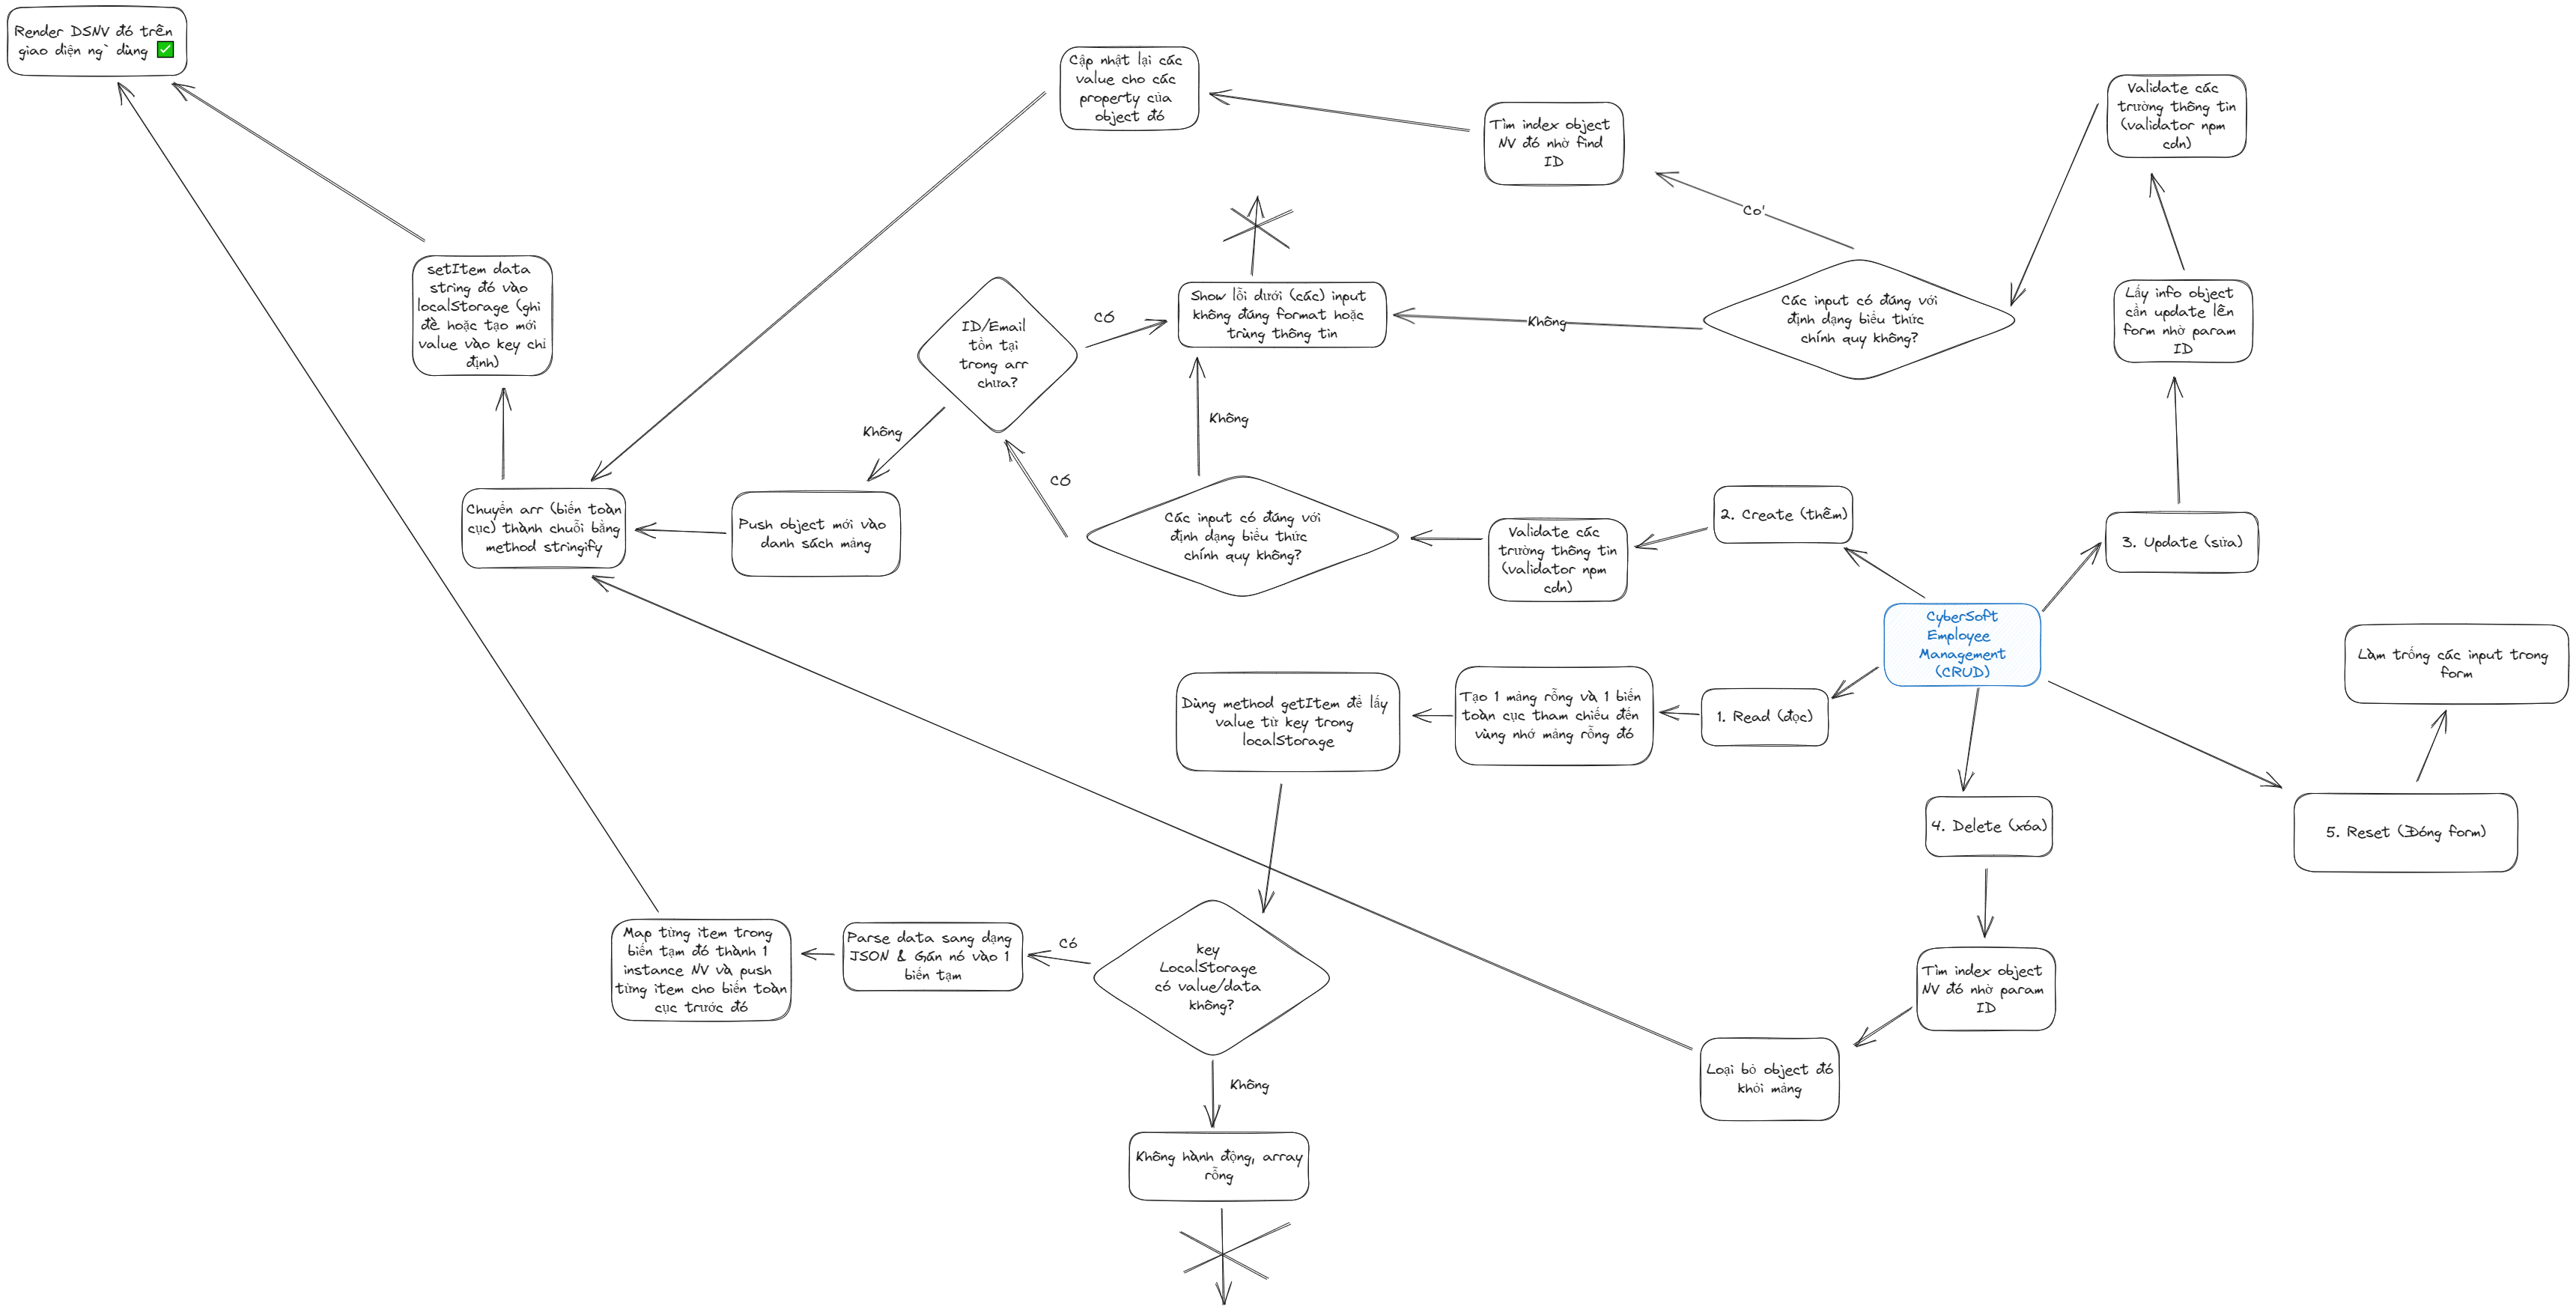 Render DSNV đó trên
giao diện ng` dùng ✅
Cập nhật lại các
value cho các
property của
object đó
Tìm index object
NV đó nhờ find
ID
Validate các
trường thông tin
(validator npm
cdn)
Co'
setItem data
string đó vào
localStorage (ghi
đè hoặc tạo mới
value vào key chỉ
định)
ID/Email
tồn tại
trong arr
chưa?
CÓ
Show lỗi dưới (các) input
không đúng format hoặc
trùng thông tin
Không
Các input có đúng với
định dạng biểu thức
chính quy không?
Lấy info object
cần update lên
form nhờ param
ID
Không
Không
Chuyển arr (biến toàn
cục) thành chuỗi bằng
method stringify
Push object mới vào
danh sách mảng
CÓ
Các input có đúng với
định dạng biểu thức
chính quy không?
Validate các
trường thông tin
(validator npm
cdn)
2. Create (thêm)
3. Update (sửa)
CyberSoft
Employee
Management
(CRUD)
Làm trống các input trong
form
Dùng method getItem để lấy
value từ key trong
localStorage
Tạo 1 mảng rỗng và 1 biến
toàn cục tham chiếu đến
vùng nhớ mảng rỗng đó
1. Read (đọc)
4. Delete (xóa)
5. Reset (Đóng form)
Map từng item trong
biến tạm đó thành 1
instance NV và push
từng item cho biến toàn
cục trước đó
Parse data sang dạng
JSON & Gán nó vào 1
biến tạm
CÓ
key
LocalStorage
có value/data
không?
Tìm index object
NV đó nhờ param
ID
Loại bỏ object đó
khỏi mảng
Không
Không hành động, array
rỗng